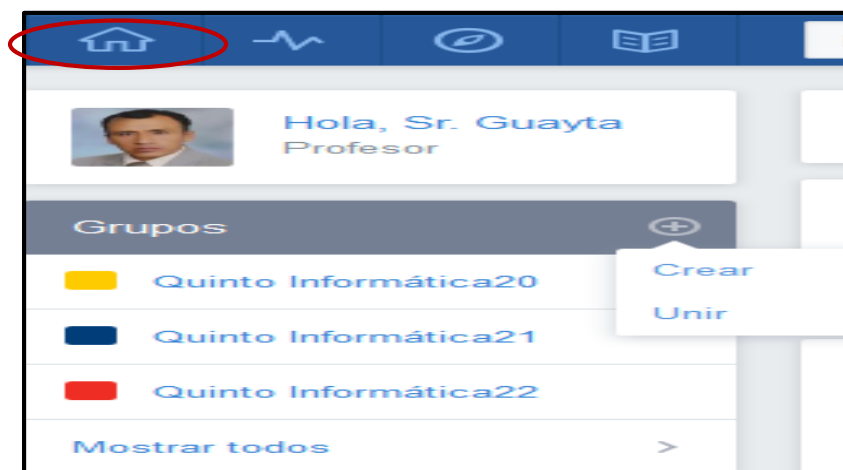 Hola, Sr. Guayta
Profesor
Grupos
Crear
Unir
Quinto Informática20
Quinto Informática21
Quinto Informática22
Mostrar todos